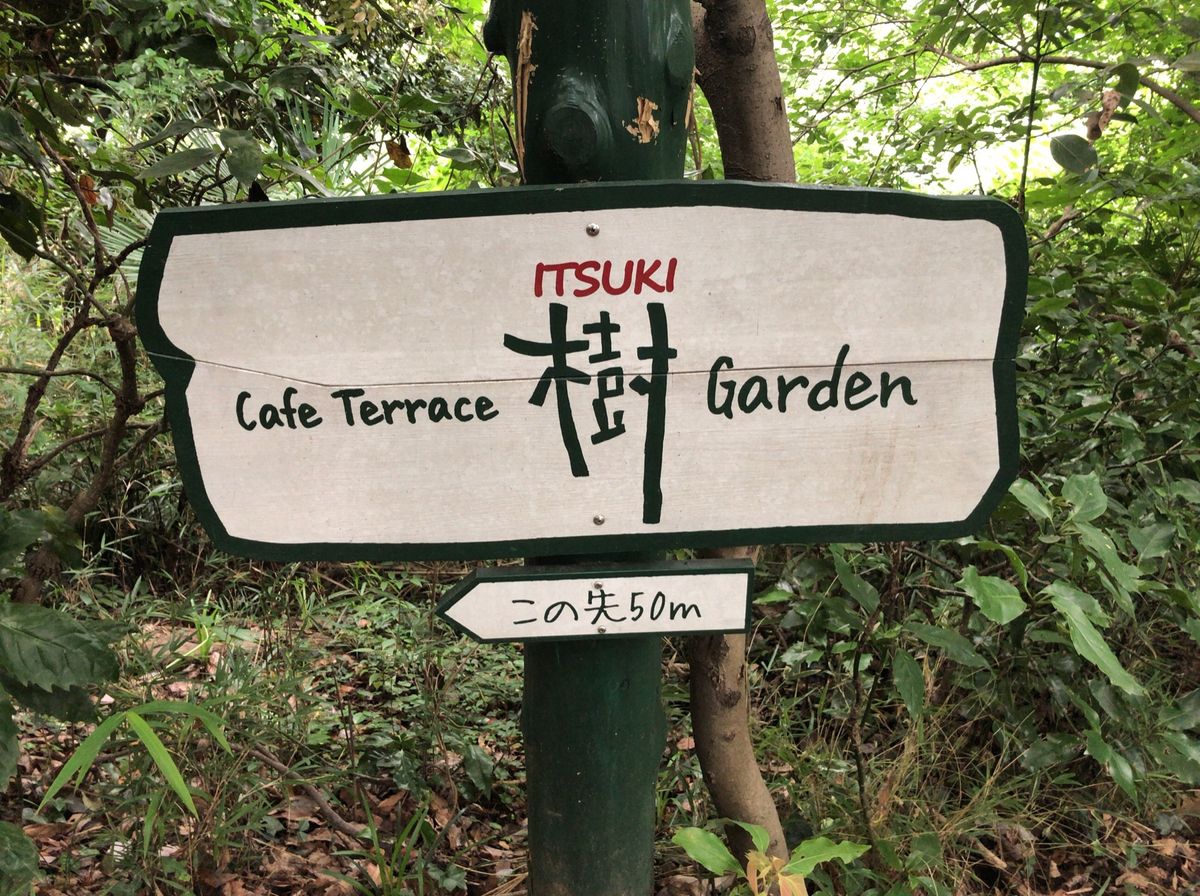 ITSUKI
Cafe Terrace 樹 Garden
この先50m